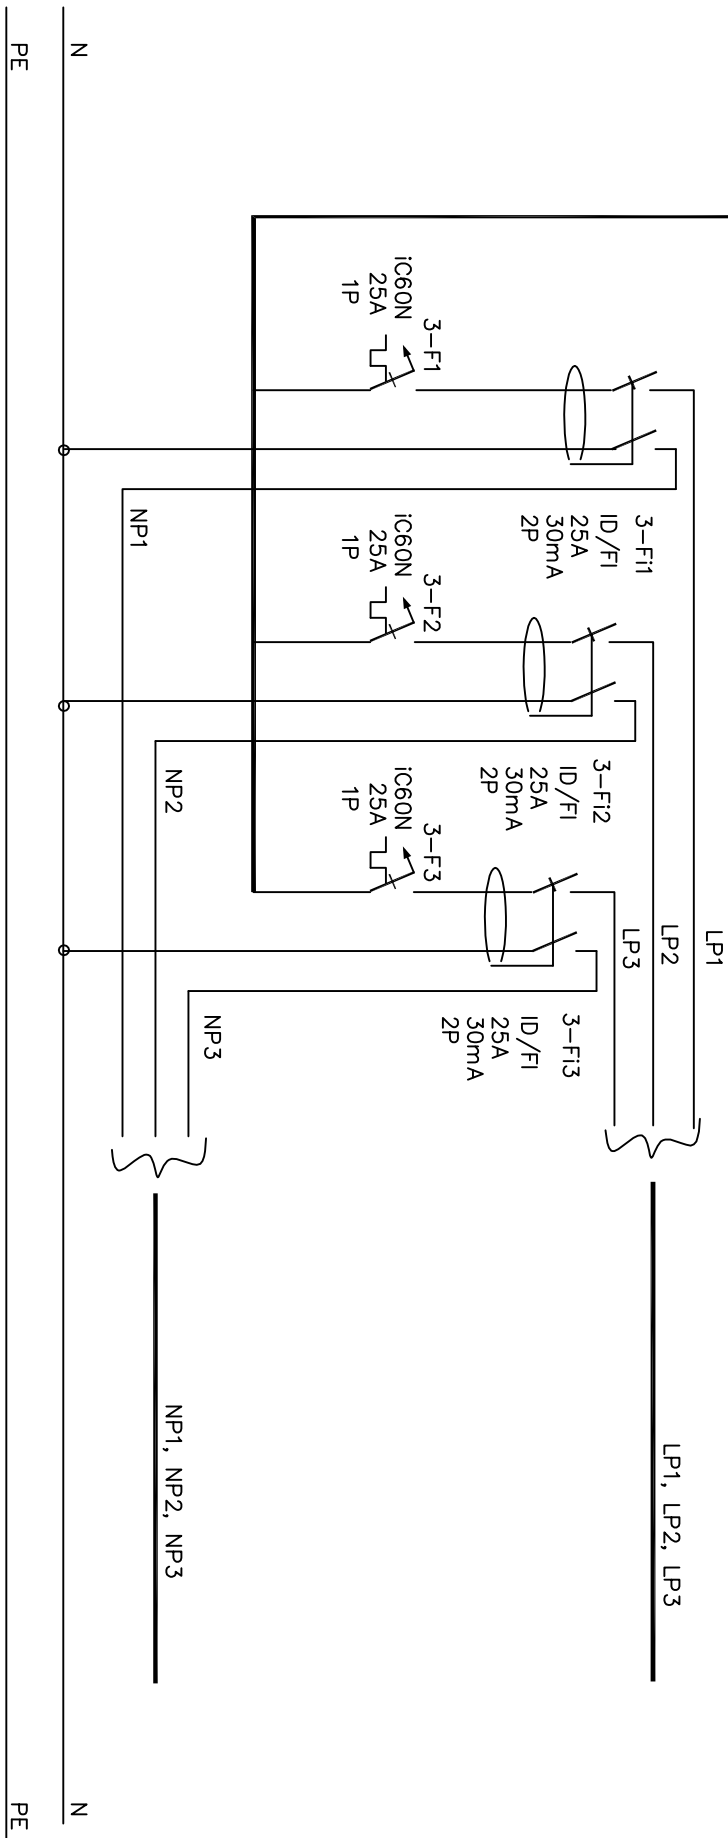 LP1
LP2
LP3
LP1, LP2, LP3
3-Fi1
ID/FI
25A
30mA
2P
3-Fi2
ID/FI
25A
30mA
2P
3-Fi3
ID/FI
25A
30mA
2P
3-F1
iC60N
25A
1P
3-F2
iC60N
25A
1P
3-F3
iC60N
25A
1P
NP3
NP2
NP1
NP1, NP2, NP3
N
N
PE
PE